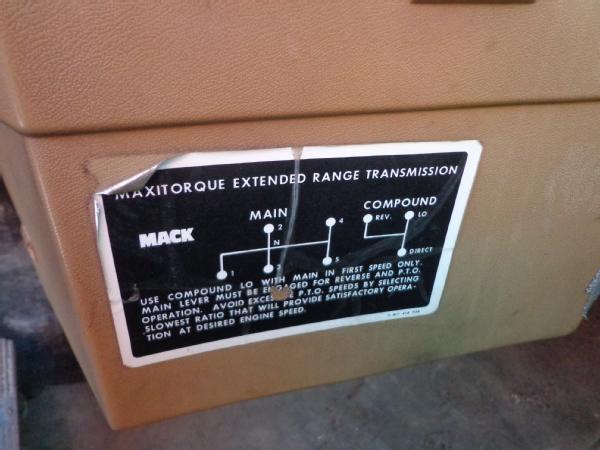 MAXITORQUE EXTENDED RANGE TRANSMISSION
MAIN
COMPOUND
2
4
REV.
LO
MACK
N
DIRECT
1
3
5
USE COMPOUND LO WITH MAIN IN FIRST SPEED ONLY.
MAIN LEVER MUST BE ENGAGED FOR REVERSE AND P.T.O.
OPERATION. AVOID EXCESSIVE P.T.O. SPEEDS BY SELECTING
SLOWEST RATIO THAT WILL PROVIDE SATISFACTORY OPERA-
TION AT DESIRED ENGINE SPEED.